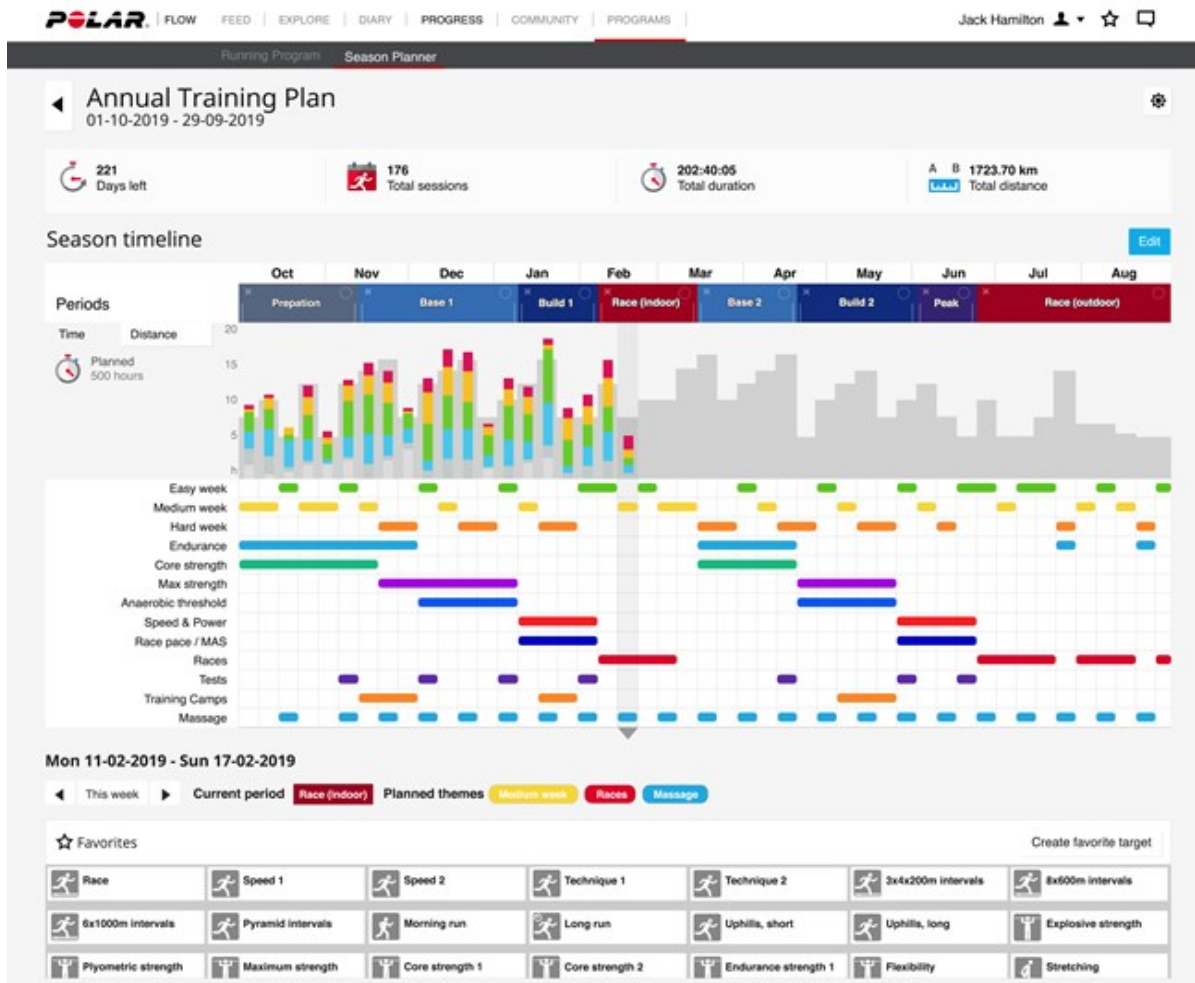 POLAR. FLOW FEED EXPLORE DIARY PROGRESS COMMUNITY PROGRAMS Jack Hamilton
Running Program Season Planner
Annual Training Plan
01-10-2019 - 29-09-2019
221 176 202:40:05 A B 1723.70 km
Days left Total sessions Total duration Total distance
Season timeline
Edit
Oct Nov Dec Jan Feb Mar Apr May Jun Jul Aug
Periods Prepation Base 1 Build 1 Race (indoor) Base 2 Build 2 Peak Race (outdoor)
Time Distance 20
Planned 15
500 hours
10
5
h
Easy week
Medium week
Hard week
Endurance
Core strength
Max strength
Anaerobic threshold
Speed & Power
Race pace / MAS
Races
Tests
Training Camps
Massage
Mon 11-02-2019 - Sun 17-02-2019
This week Current period Race (indoor) Planned themes Medium week Races Massage
Favorites Create favorite target
Race Speed 1 Speed 2 Technique 1 Technique 2 3x4x200m intervals 8x600m intervals
6x1000m intervals Pyramid intervals Morning run Long run Uphills, short Uphills, long Explosive strength
Plyometric strength Maximum strength Core strength 1 Core strength 2 Endurance strength 1 Flexibility Stretching